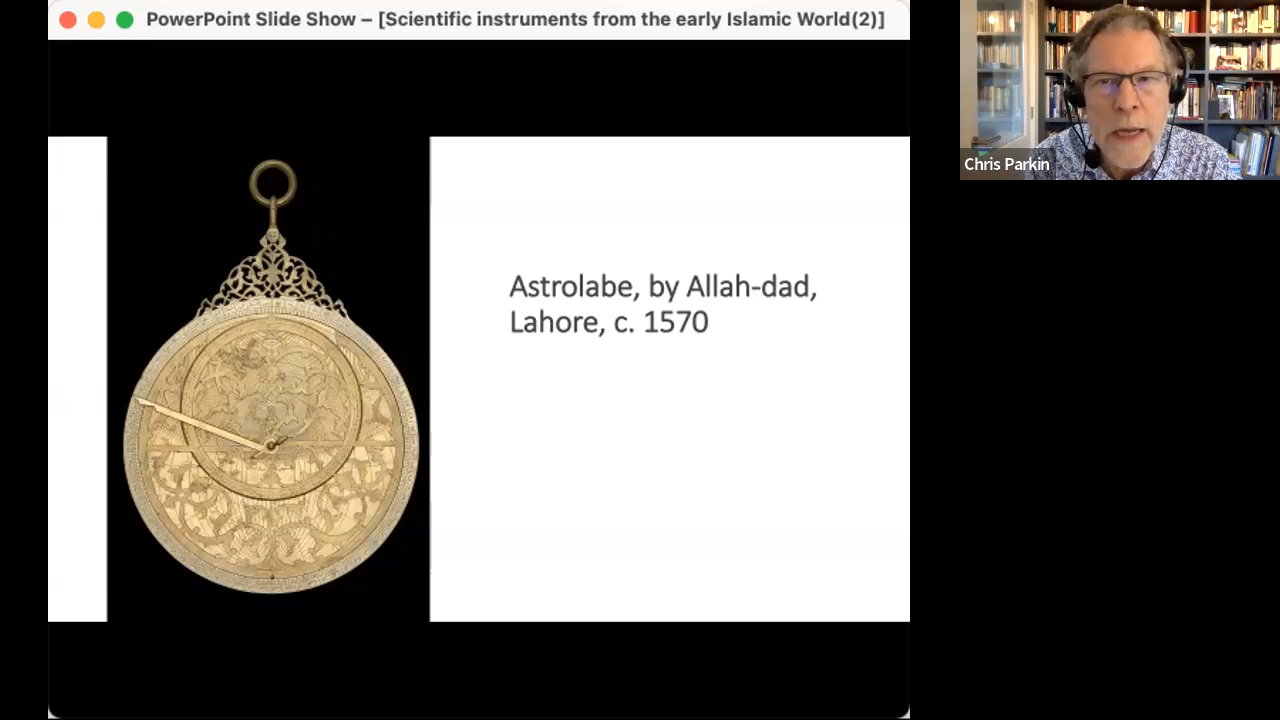 PowerPoint Slide Show – [Scientific instruments from the early Islamic World(2)]
Astrolabe, by Allah-dad,
Lahore, c. 1570
Chris Parkin